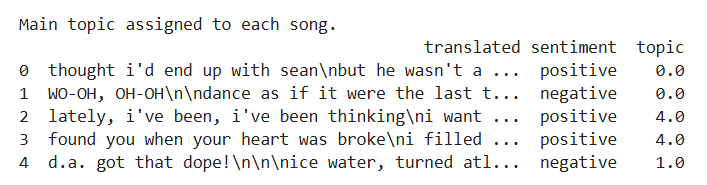 Main topic assigned to each song.
translated sentiment topic
0 thought i'd end up with sean\nbut he wasn't a ... positive 0.0
1 WO-OH, OH-OH\n\ndance as if it were the last t... negative 0.0
2 lately, i've been, i've been thinking\ni want ... positive 4.0
3 found you when your heart was broke\ni filled ... positive 4.0
4 d.a. got that dope!\n\n\nice water, turned atl... negative 1.0